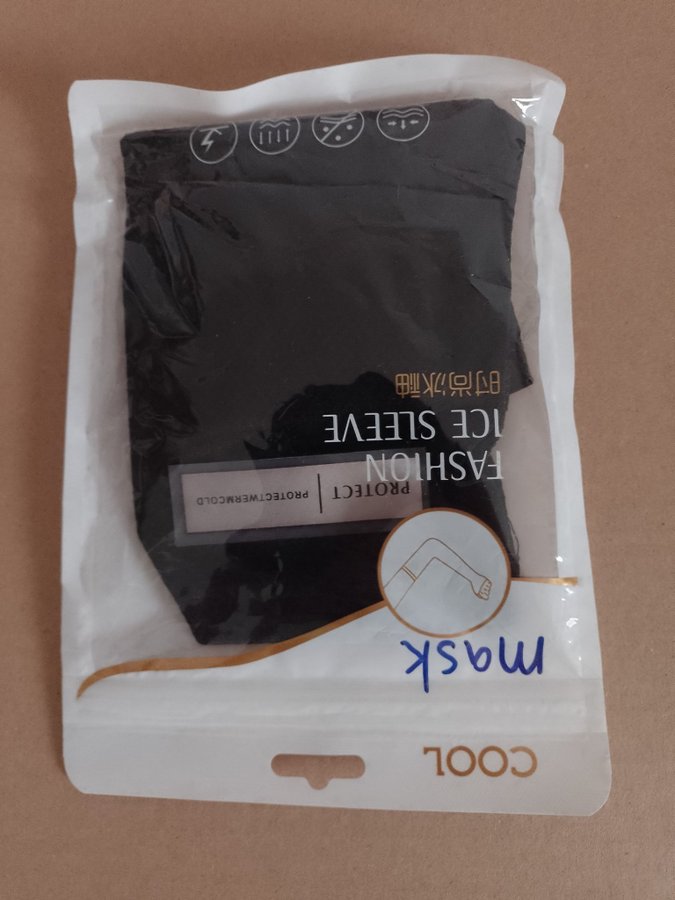 COOL
mask
FASHION
ICE SLEEVE
时尚冰袖
PROTECT
PROTECTWERMCOLD